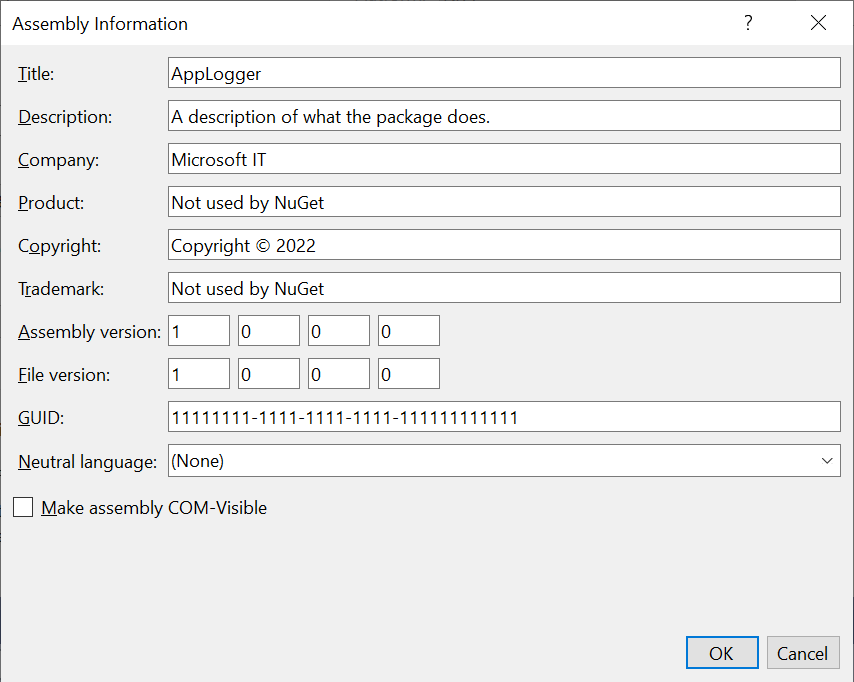 Assembly Information ?
Title: AppLogger
Description: A description of what the package does.
Company: Microsoft IT
Product: Not used by NuGet
Copyright: Copyright © 2022
Trademark: Not used by NuGet
Assembly version: 1 0 0 0
File version: 1 0 0 0
GUID: 11111111-1111-1111-1111-111111111111
Neutral language: (None)
Make assembly COM-Visible
OK Cancel